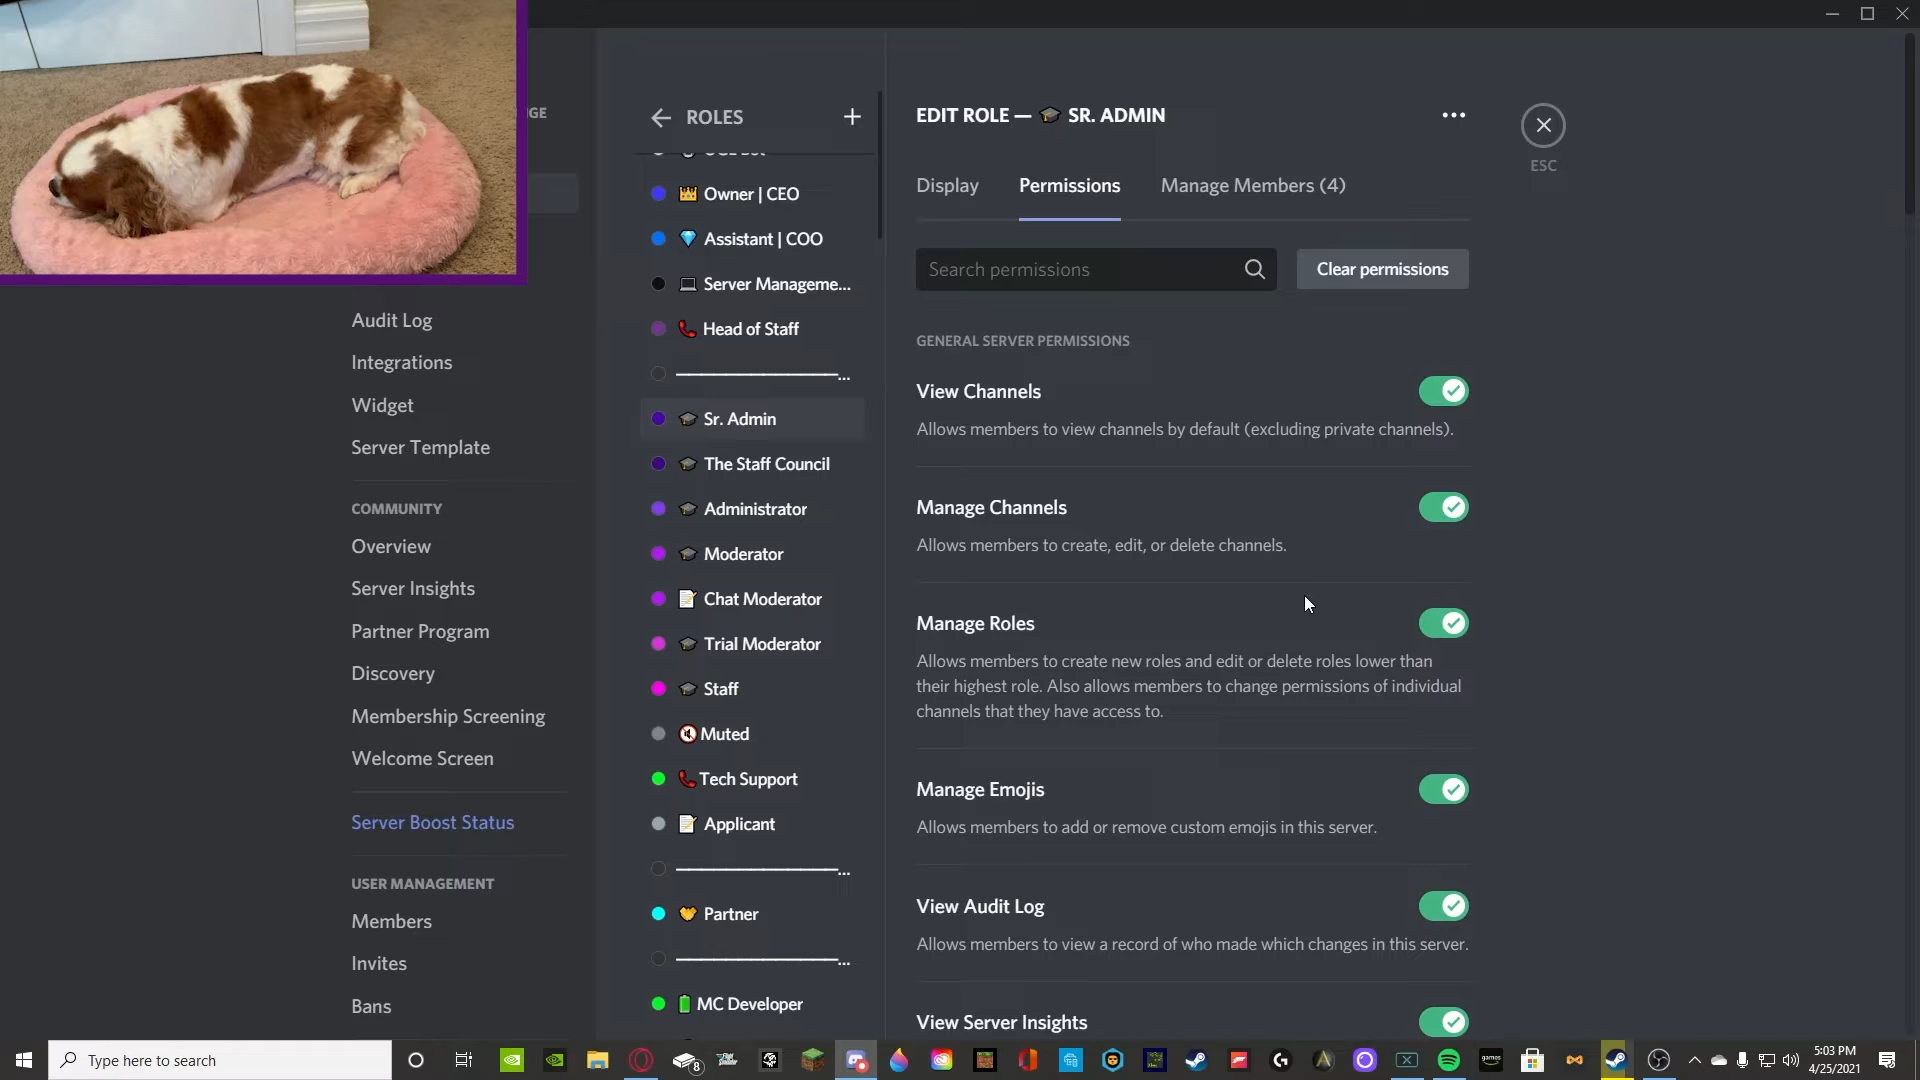 GE
Audit Log
Integrations
Widget
Server Template
COMMUNITY
Overview
Server Insights
Partner Program
Discovery
Membership Screening
Welcome Screen
Server Boost Status
USER MANAGEMENT
Members
Invites
Bans
ROLES
Owner | CEO
Assistant | COO
Server Manageme...
Head of Staff
Sr. Admin
The Staff Council
Administrator
Moderator
Chat Moderator
Trial Moderator
Staff
Muted
Tech Support
Applicant
Partner
MC Developer
EDIT ROLE — 🎓 SR. ADMIN
Display
Permissions
Manage Members (4)
Search permissions
Clear permissions
GENERAL SERVER PERMISSIONS
View Channels
Allows members to view channels by default (excluding private channels).
Manage Channels
Allows members to create, edit, or delete channels.
Manage Roles
Allows members to create new roles and edit or delete roles lower than
their highest role. Also allows members to change permissions of individual
channels that they have access to.
Manage Emojis
Allows members to add or remove custom emojis in this server.
View Audit Log
Allows members to view a record of who made which changes in this server.
View Server Insights
ESC
Type here to search
8
games
5:03 PM
4/25/2021